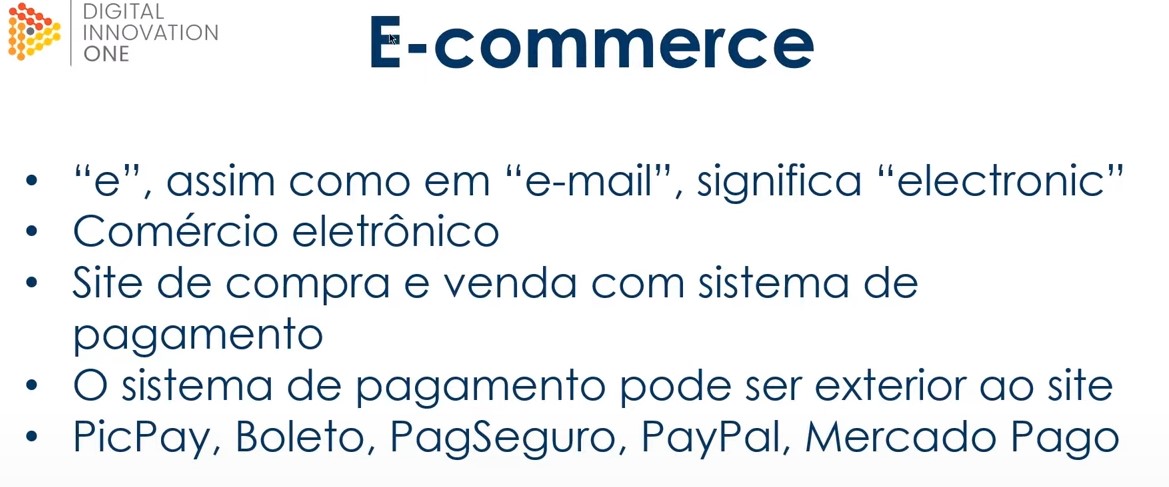 DIGITAL
INNOVATION
ONE
E-commerce
• “e”, assim como em “e-mail”, significa “electronic”
• Comércio eletrônico
• Site de compra e venda com sistema de
pagamento
• O sistema de pagamento pode ser exterior ao site
• PicPay, Boleto, PagSeguro, PayPal, Mercado Pago